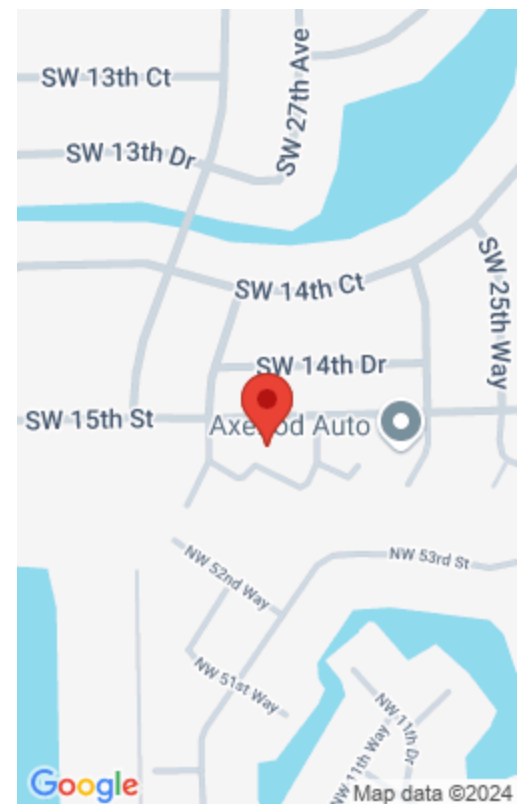 SW 13th Ct
SW 27th Ave
SW 13th Dr
SW 14th Ct
SW 25th Way
SW 14th Dr
SW 15th St
Auto
NW 53rd St
NW 52nd Way
NW 51st Way
NW 11th Dr
NW 11th Way
Google
Map data ©2024